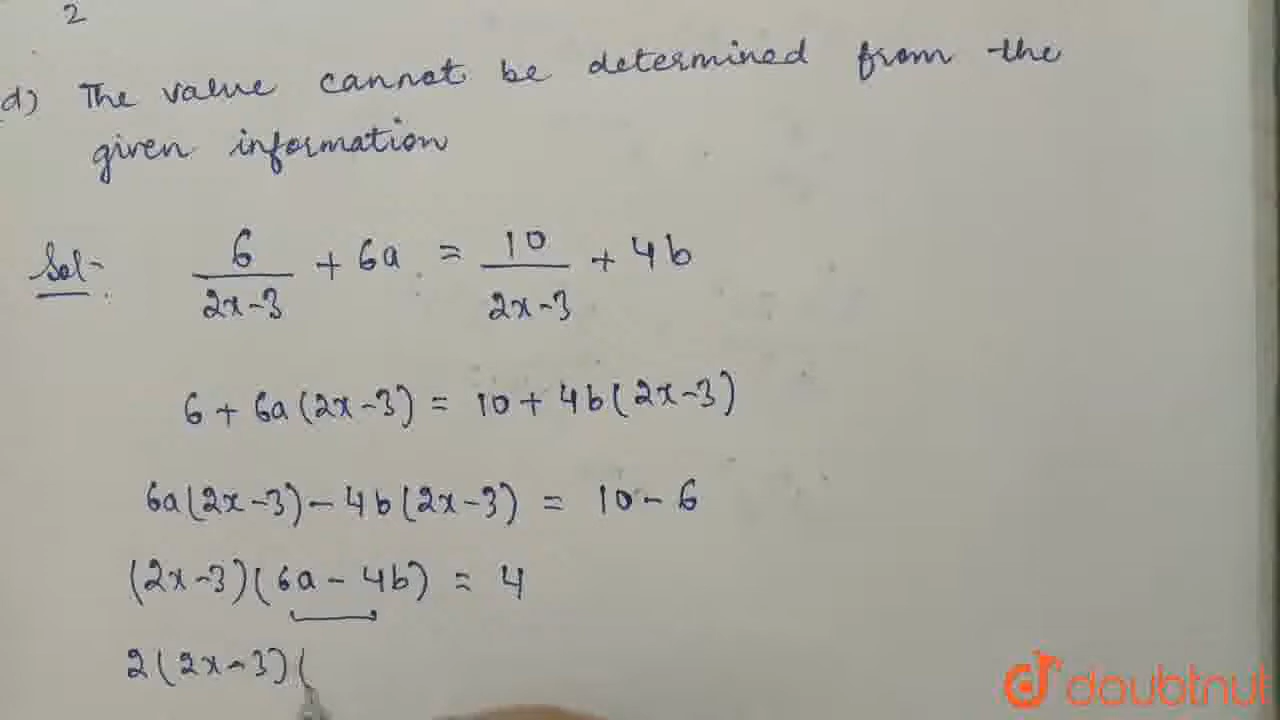 2
d) The value cannot be determined from the
given information
Sol-. 6/(2x-3) + 6a = 10/(2x-3) + 4b
6 + 6a(2x-3) = 10 + 4b(2x-3)
6a(2x-3) - 4b(2x-3) = 10 - 6
(2x-3)(6a - 4b) = 4
2(2x-3)(
doubtnut